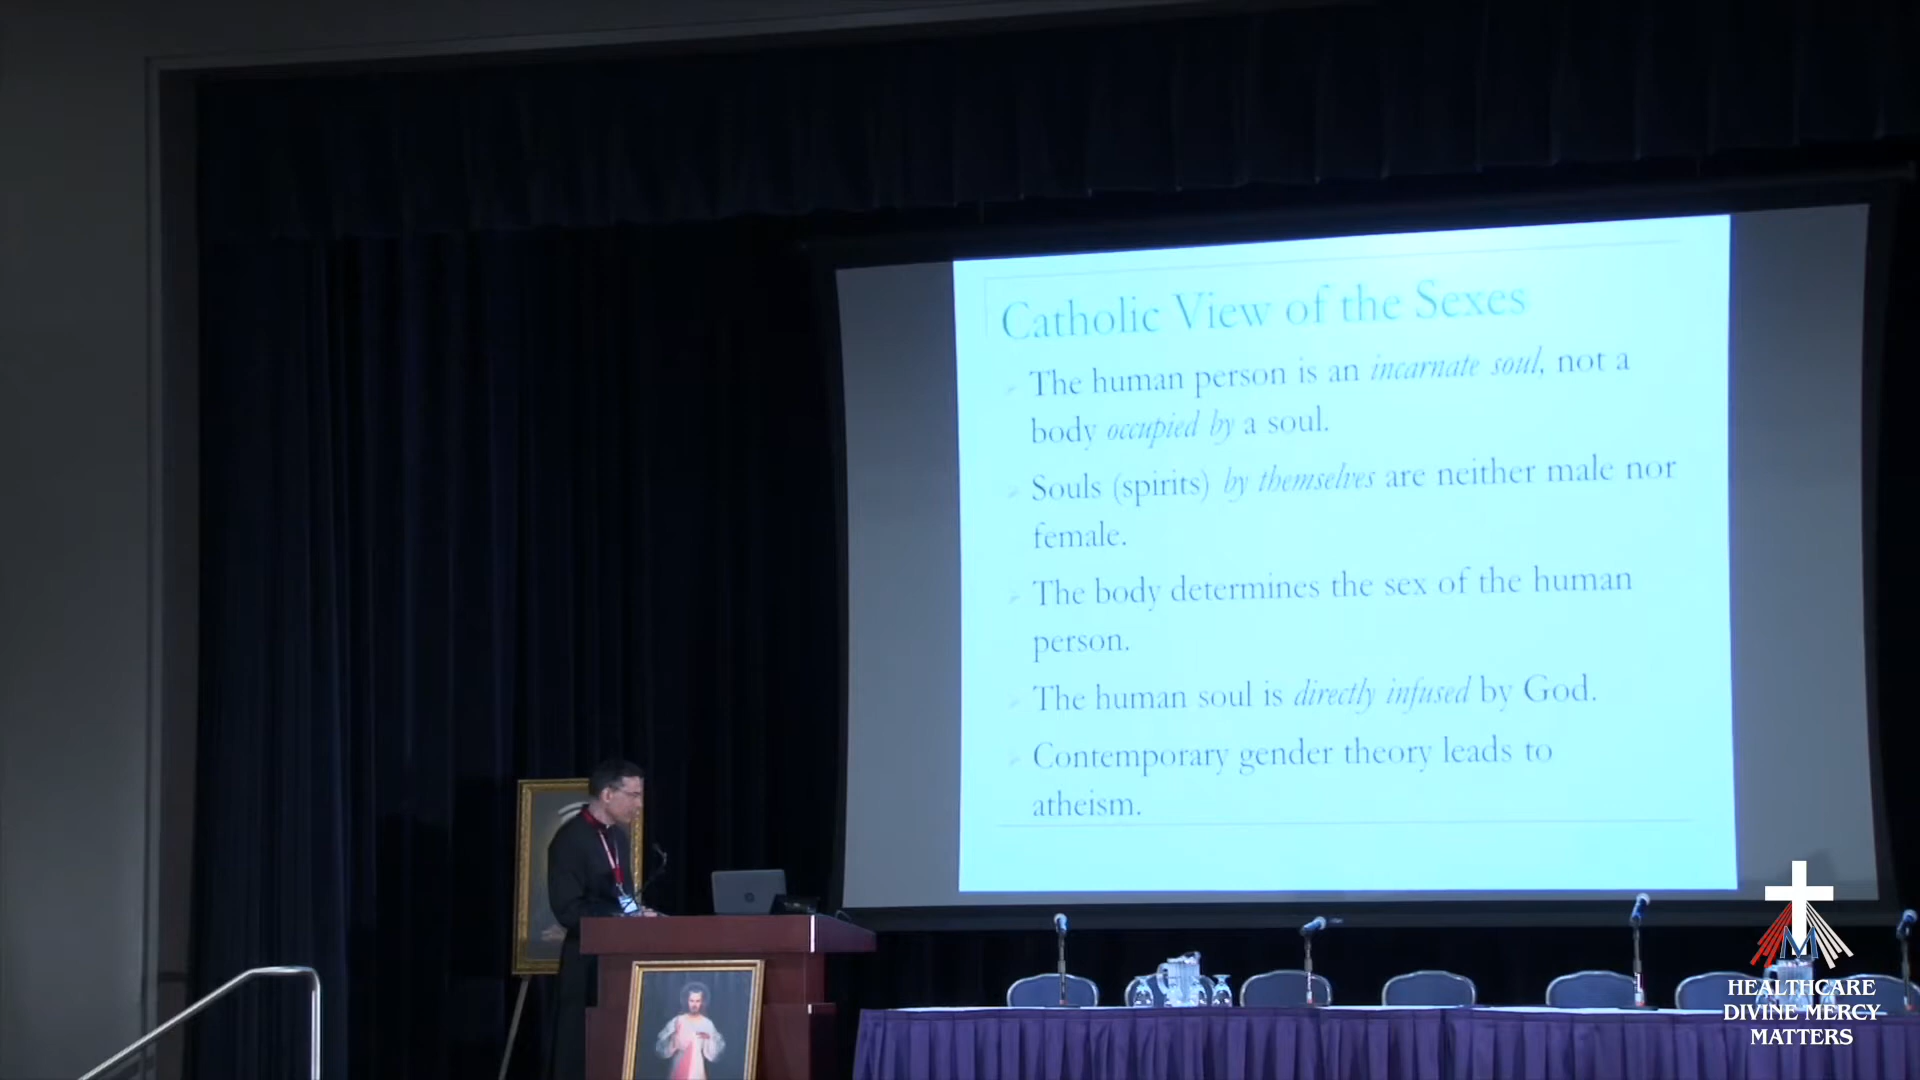 Catholic View of the Sexes
The human person is an incarnate soul, not a
body occupied by a soul.
Souls (spirits) by themselves are neither male nor
female.
The body determines the sex of the human
person.
The human soul is directly infused by God.
Contemporary gender theory leads to
atheism.
M
HEALTHCARE
DIVINE MERCY
MATTERS